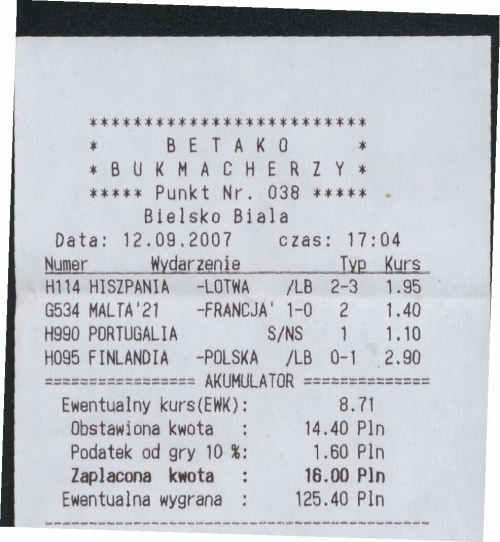 *************************
* B E T A K O *
* B U K M A C H E R Z Y *
***** Punkt Nr. 038 *****
Bielsko Biala
Data: 12.09.2007 czas: 17:04
Numer Wydarzenie Typ Kurs
H114 HISZPANIA -LOTWA /LB 2-3 1.95
G534 MALTA'21 -FRANCJA' 1-0 2 1.40
H990 PORTUGALIA S/NS 1 1.10
H095 FINLANDIA -POLSKA /LB 0-1 2.90
================= AKUMULATOR ==============
Ewentualny kurs(EWK): 8.71
Obstawiona kwota : 14.40 Pln
Podatek od gry 10 %: 1.60 Pln
Zaplacona kwota : 16.00 Pln
Ewentualna wygrana : 125.40 Pln
-------------------------------------------